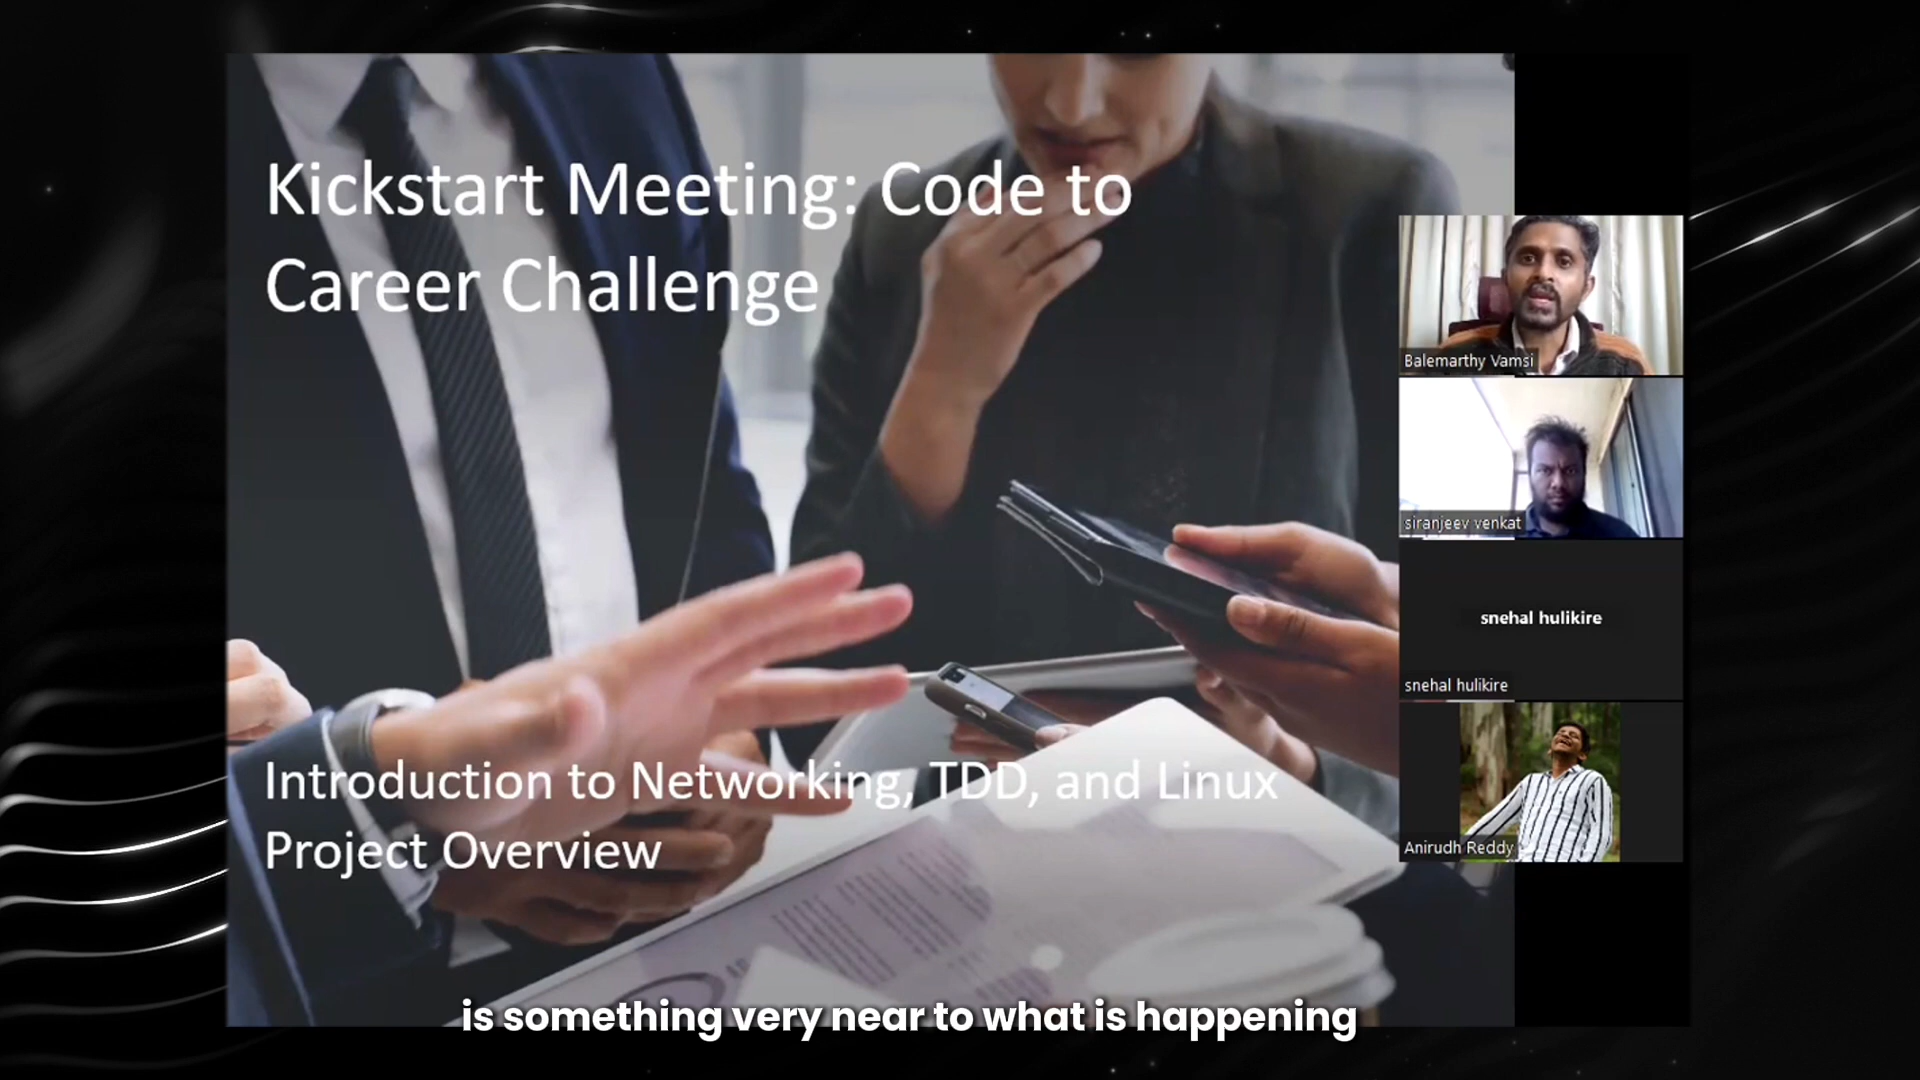 Kickstart Meeting: Code to
Career Challenge
Introduction to Networking, TDD, and Linux
Project Overview
Balemarthy Vamsi
siranjeev venkat
snehal hulikire
snehal hulikire
Anirudh Reddy
is something very near to what is happening